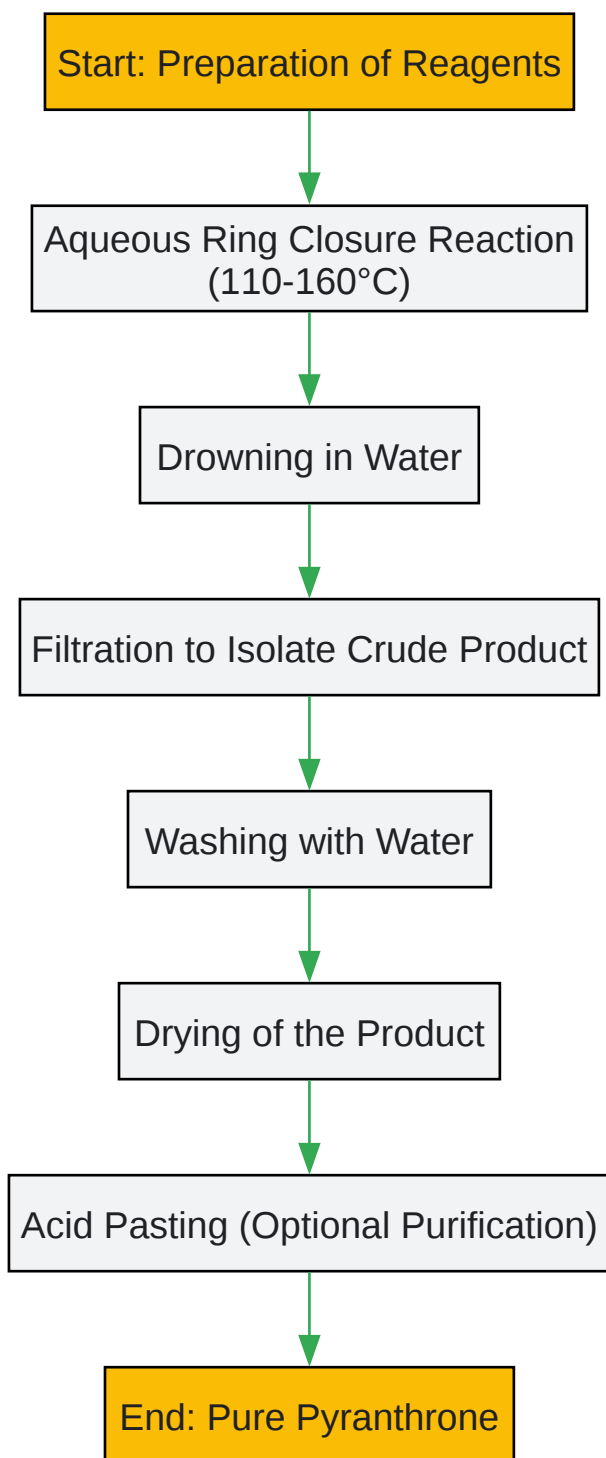 Start: Preparation of Reagents
Aqueous Ring Closure Reaction
(110-160°C)
Drowning in Water
Filtration to Isolate Crude Product
Washing with Water
Drying of the Product
Acid Pasting (Optional Purification)
End: Pure Pyranthrone